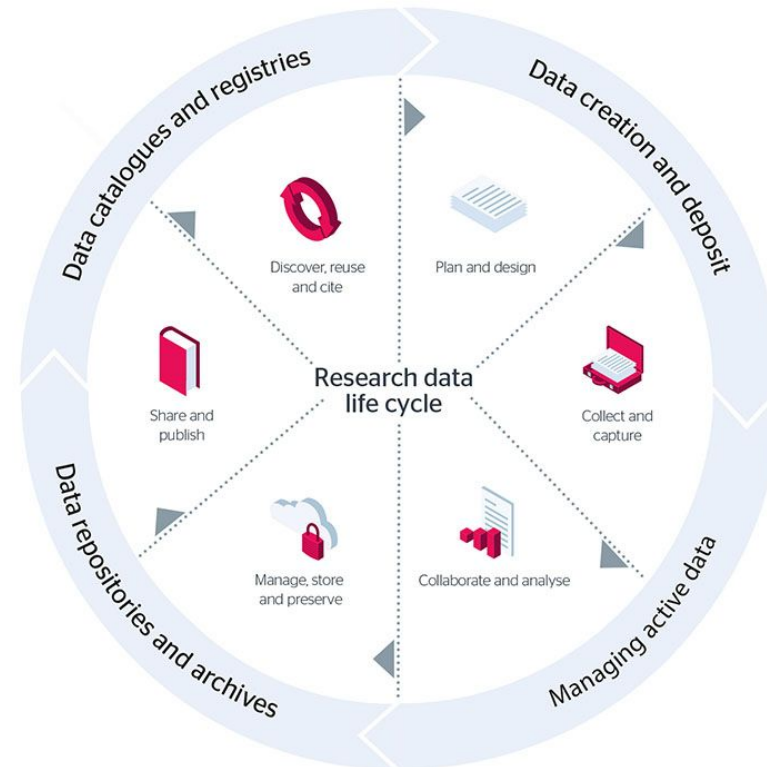 Data catalogues and registries
Data creation and deposit
Discover, reuse
and cite
Plan and design
Research data
life cycle
Share and
publish
Collect and
capture
Manage, store
and preserve
Collaborate and analyse
Data repositories and archives
Managing active data